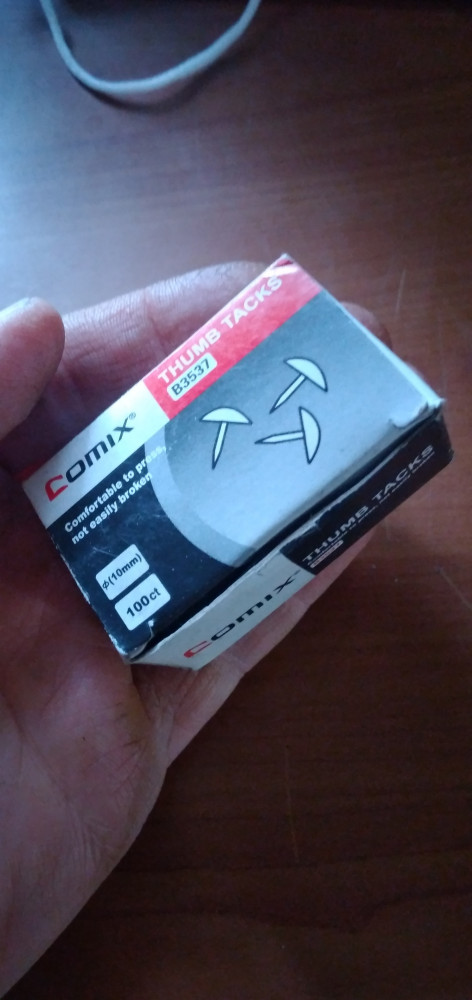 THUMB TACKS
B3537
COMIX®
Comfortable to press,
not easily broken
φ(10mm)
100ct
THUMB TACKS
COMIX